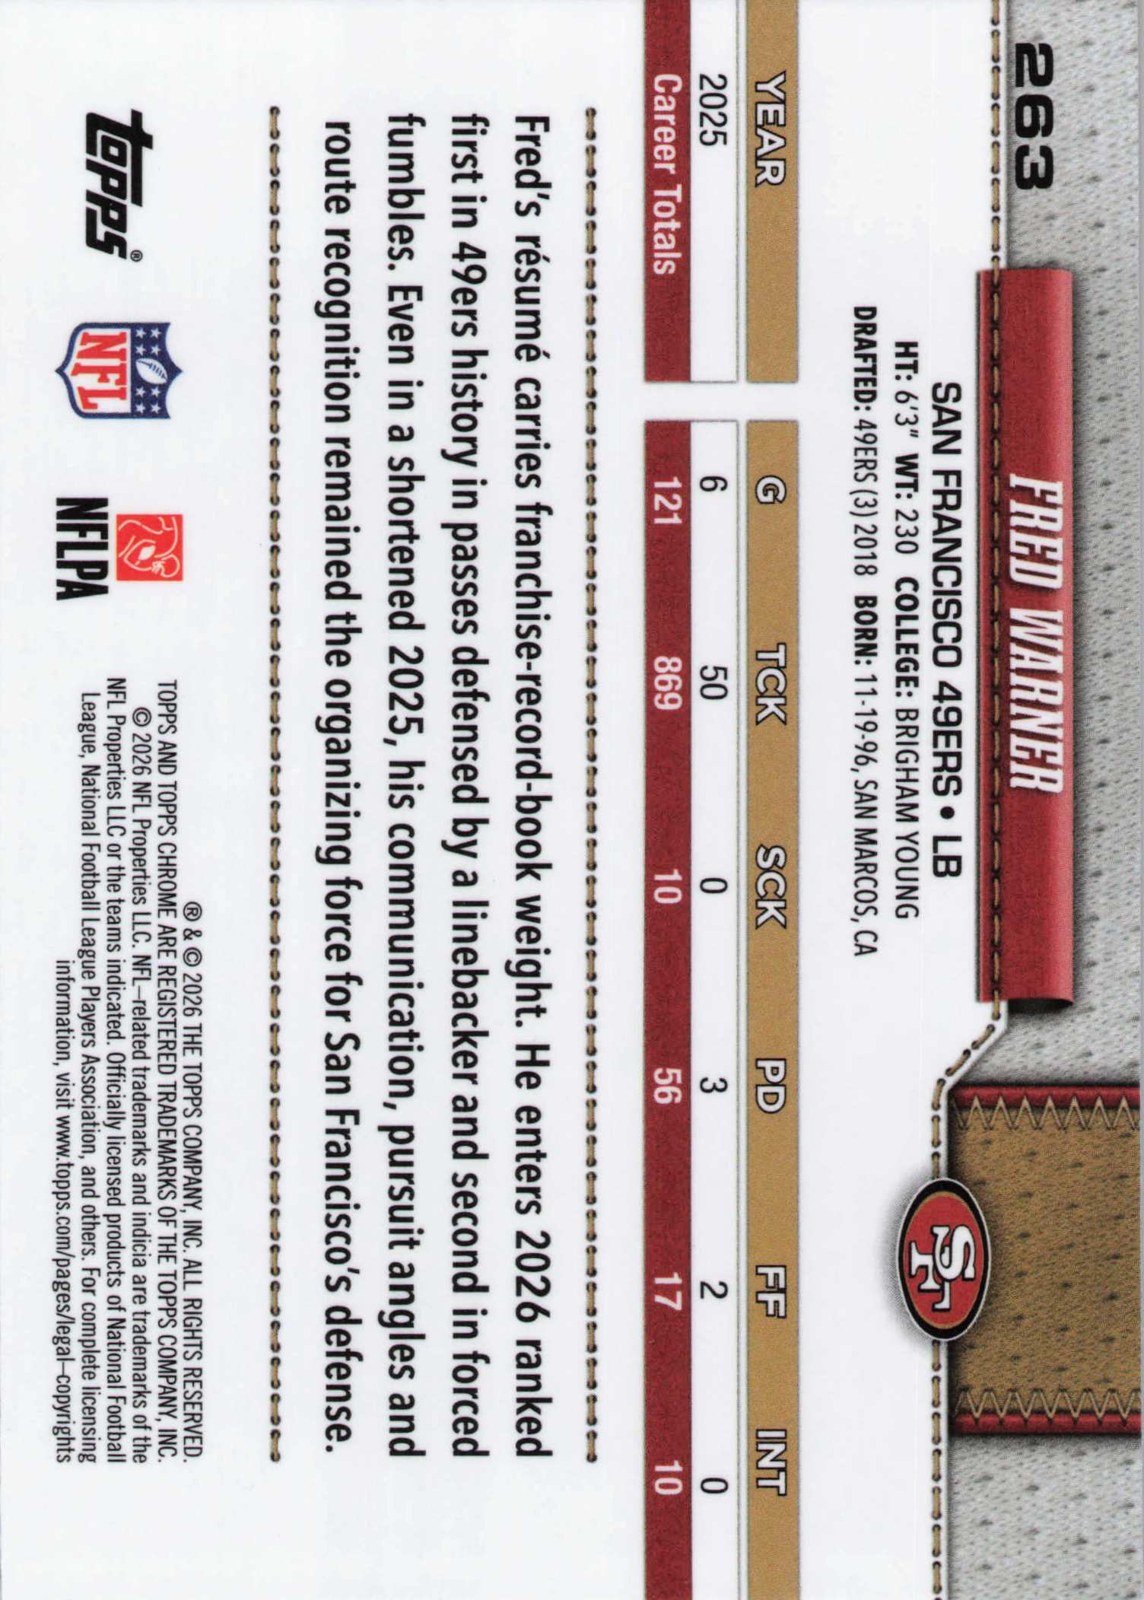 263
FRED WARNER
SAN FRANCISCO 49ERS • LB
HT: 6'3" WT: 230 COLLEGE: BRIGHAM YOUNG
DRAFTED: 49ERS (3) 2018 BORN: 11-19-96, SAN MARCOS, CA
SF
YEAR G TCK SCK PD FF INT
2025 6 50 0 3 2 0
Career Totals 121 869 10 56 17 10
Fred's résumé carries franchise-record-book weight. He enters 2026 ranked
first in 49ers history in passes defensed by a linebacker and second in forced
fumbles. Even in a shortened 2025, his communication, pursuit angles and
route recognition remained the organizing force for San Francisco's defense.
topps®
NFL
NFLPA
® & © 2026 THE TOPPS COMPANY, INC. ALL RIGHTS RESERVED.
TOPPS AND TOPPS CHROME ARE REGISTERED TRADEMARKS OF THE TOPPS COMPANY, INC.
© 2026 NFL Properties LLC. NFL–related trademarks and indicia are trademarks of the
NFL Properties LLC or the teams indicated. Officially licensed products of National Football
League, National Football League Players Association, and others. For complete licensing
information, visit www.topps.com/pages/legal–copyrights